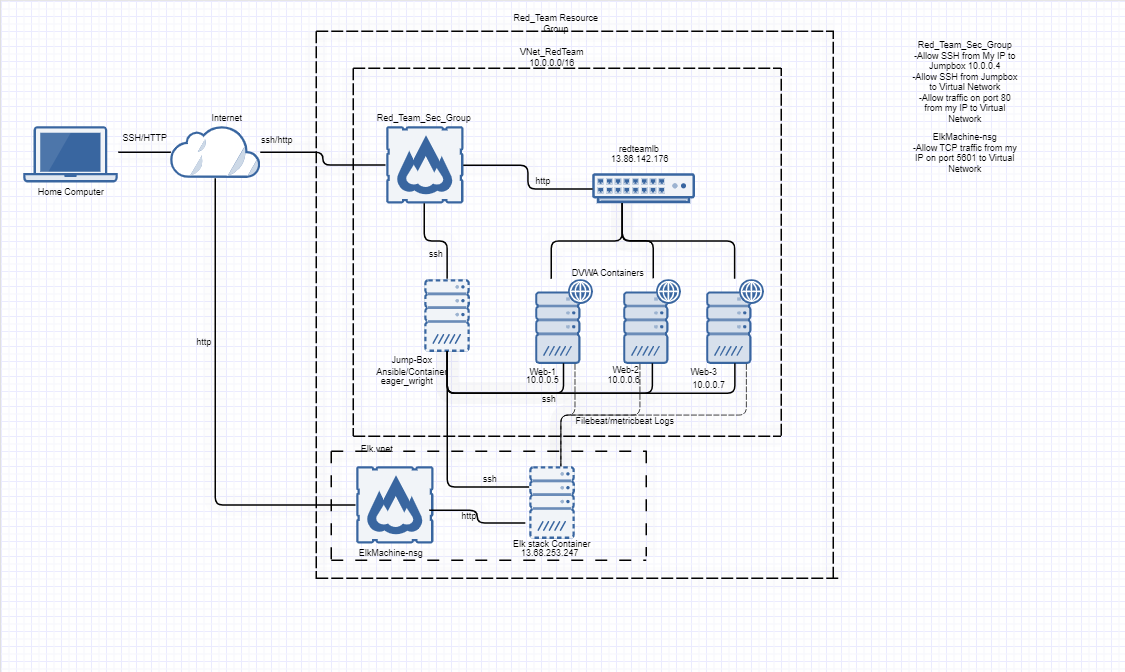 Red_Team Resource
Group
VNet_RedTeam
10.0.0.0/16
Red_Team_Sec_Group
-Allow SSH from My IP to
Jumpbox 10.0.0.4
-Allow SSH from Jumpbox
to Virtual Network
-Allow traffic on port 80
from my IP to Virtual
Network
ElkMachine-nsg
-Allow TCP traffic from my
IP on port 5601 to Virtual
Network
Internet
Red_Team_Sec_Group
SSH/HTTP
ssh/http
redteamlb
13.86.142.176
Home Computer
http
ssh
DVWA Containers
http
Jump-Box
Ansible/Container
eager_wright
Web-1
10.0.0.5
Web-2
10.0.0.6
Web-3
10.0.0.7
ssh
Filebeat/metricbeat Logs
Elk.vnet
ssh
http
Elk stack Container
13.68.253.247
ElkMachine-nsg